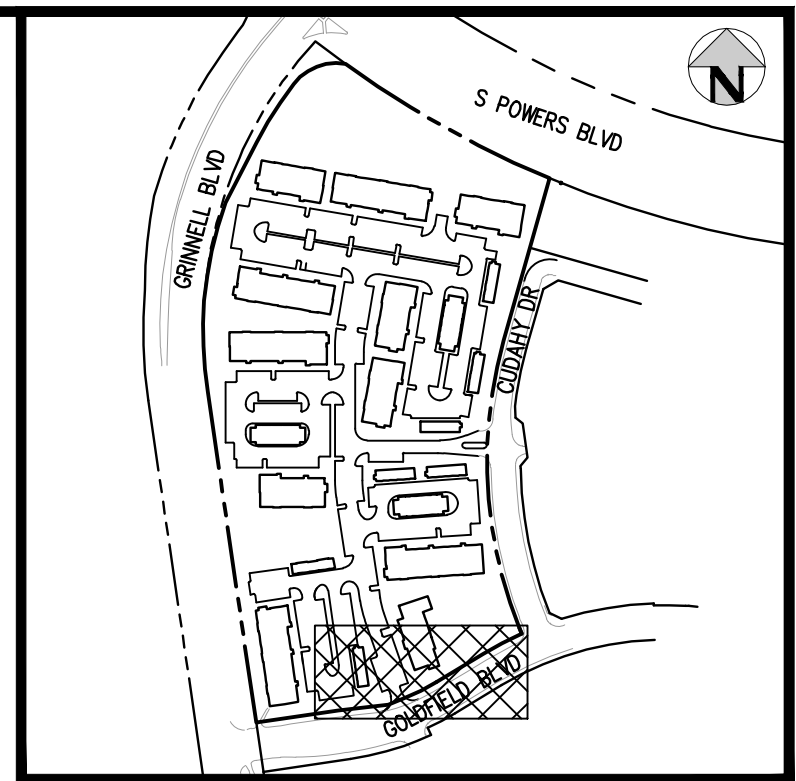 N
S POWERS BLVD
GRINNELL BLVD
CUDAHY DR
GOLDFIELD BLVD